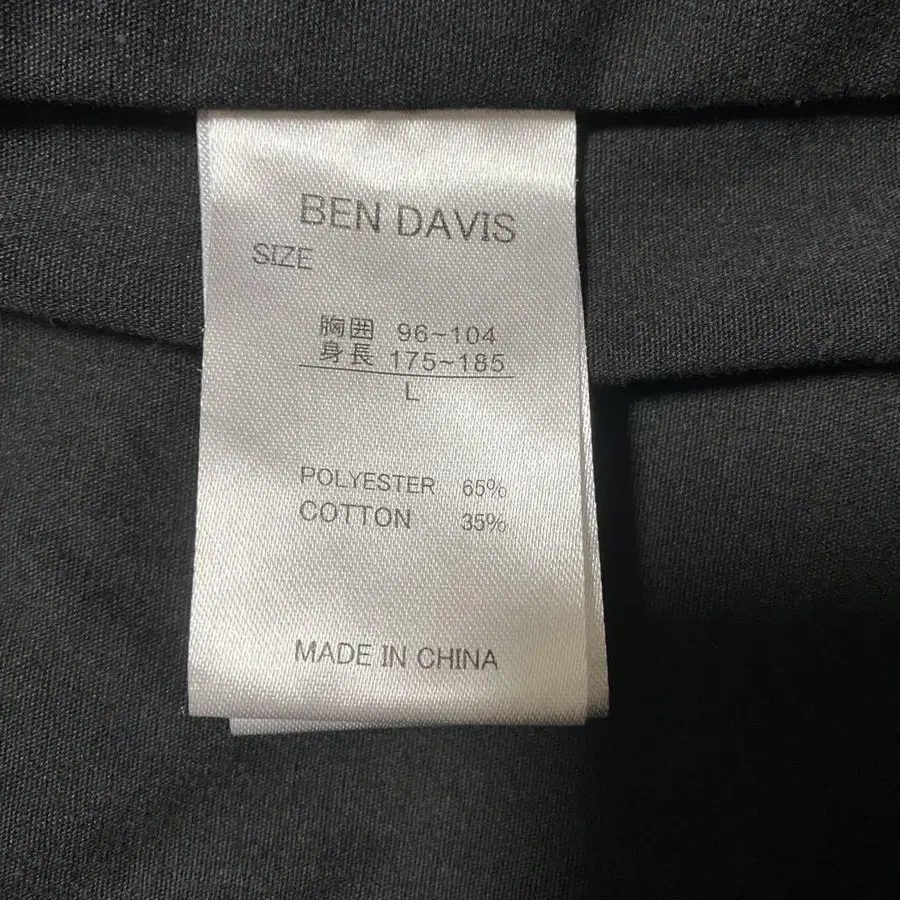 BEN DAVIS
SIZE
胸囲 96~104
身長 175~185
L
POLYESTER 65%
COTTON 35%
MADE IN CHINA